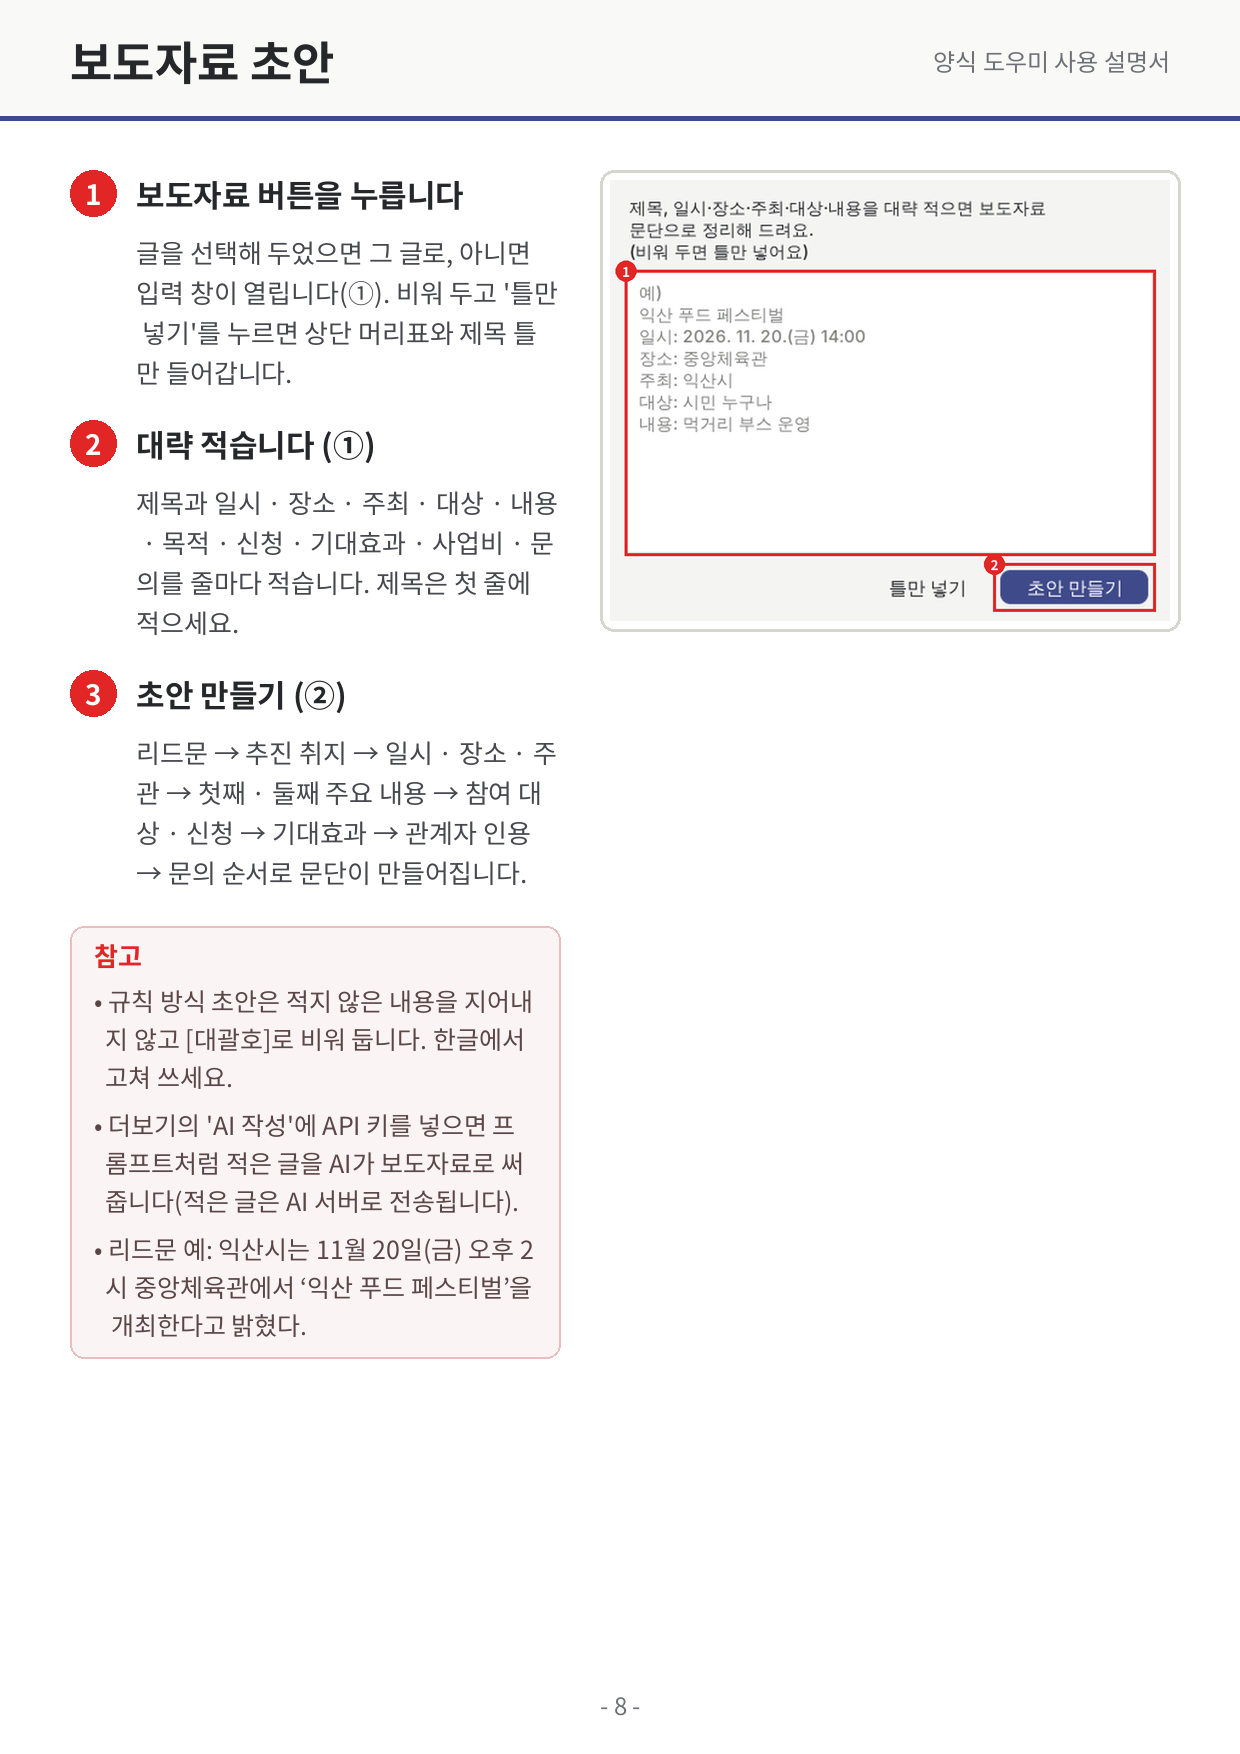 보도자료 초안
양식 도우미 사용 설명서
1 보도자료 버튼을 누릅니다
글을 선택해 두었으면 그 글로, 아니면
입력 창이 열립니다(①). 비워 두고 '틀만
넣기'를 누르면 상단 머리표와 제목 틀
만 들어갑니다.
2 대략 적습니다 (①)
제목과 일시 · 장소 · 주최 · 대상 · 내용
· 목적 · 신청 · 기대효과 · 사업비 · 문
의를 줄마다 적습니다. 제목은 첫 줄에
적으세요.
3 초안 만들기 (②)
리드문 → 추진 취지 → 일시 · 장소 · 주
관 → 첫째 · 둘째 주요 내용 → 참여 대
상 · 신청 → 기대효과 → 관계자 인용
→ 문의 순서로 문단이 만들어집니다.
참고
• 규칙 방식 초안은 적지 않은 내용을 지어내
지 않고 [대괄호]로 비워 둡니다. 한글에서
고쳐 쓰세요.
• 더보기의 'AI 작성'에 API 키를 넣으면 프
롬프트처럼 적은 글을 AI가 보도자료로 써
줍니다(적은 글은 AI 서버로 전송됩니다).
• 리드문 예: 익산시는 11월 20일(금) 오후 2
시 중앙체육관에서 ‘익산 푸드 페스티벌’을
개최한다고 밝혔다.
제목, 일시·장소·주최·대상·내용을 대략 적으면 보도자료
문단으로 정리해 드려요.
(비워 두면 틀만 넣어요)
1
예)
익산 푸드 페스티벌
일시: 2026. 11. 20.(금) 14:00
장소: 중앙체육관
주최: 익산시
대상: 시민 누구나
내용: 먹거리 부스 운영
2
틀만 넣기
초안 만들기
- 8 -